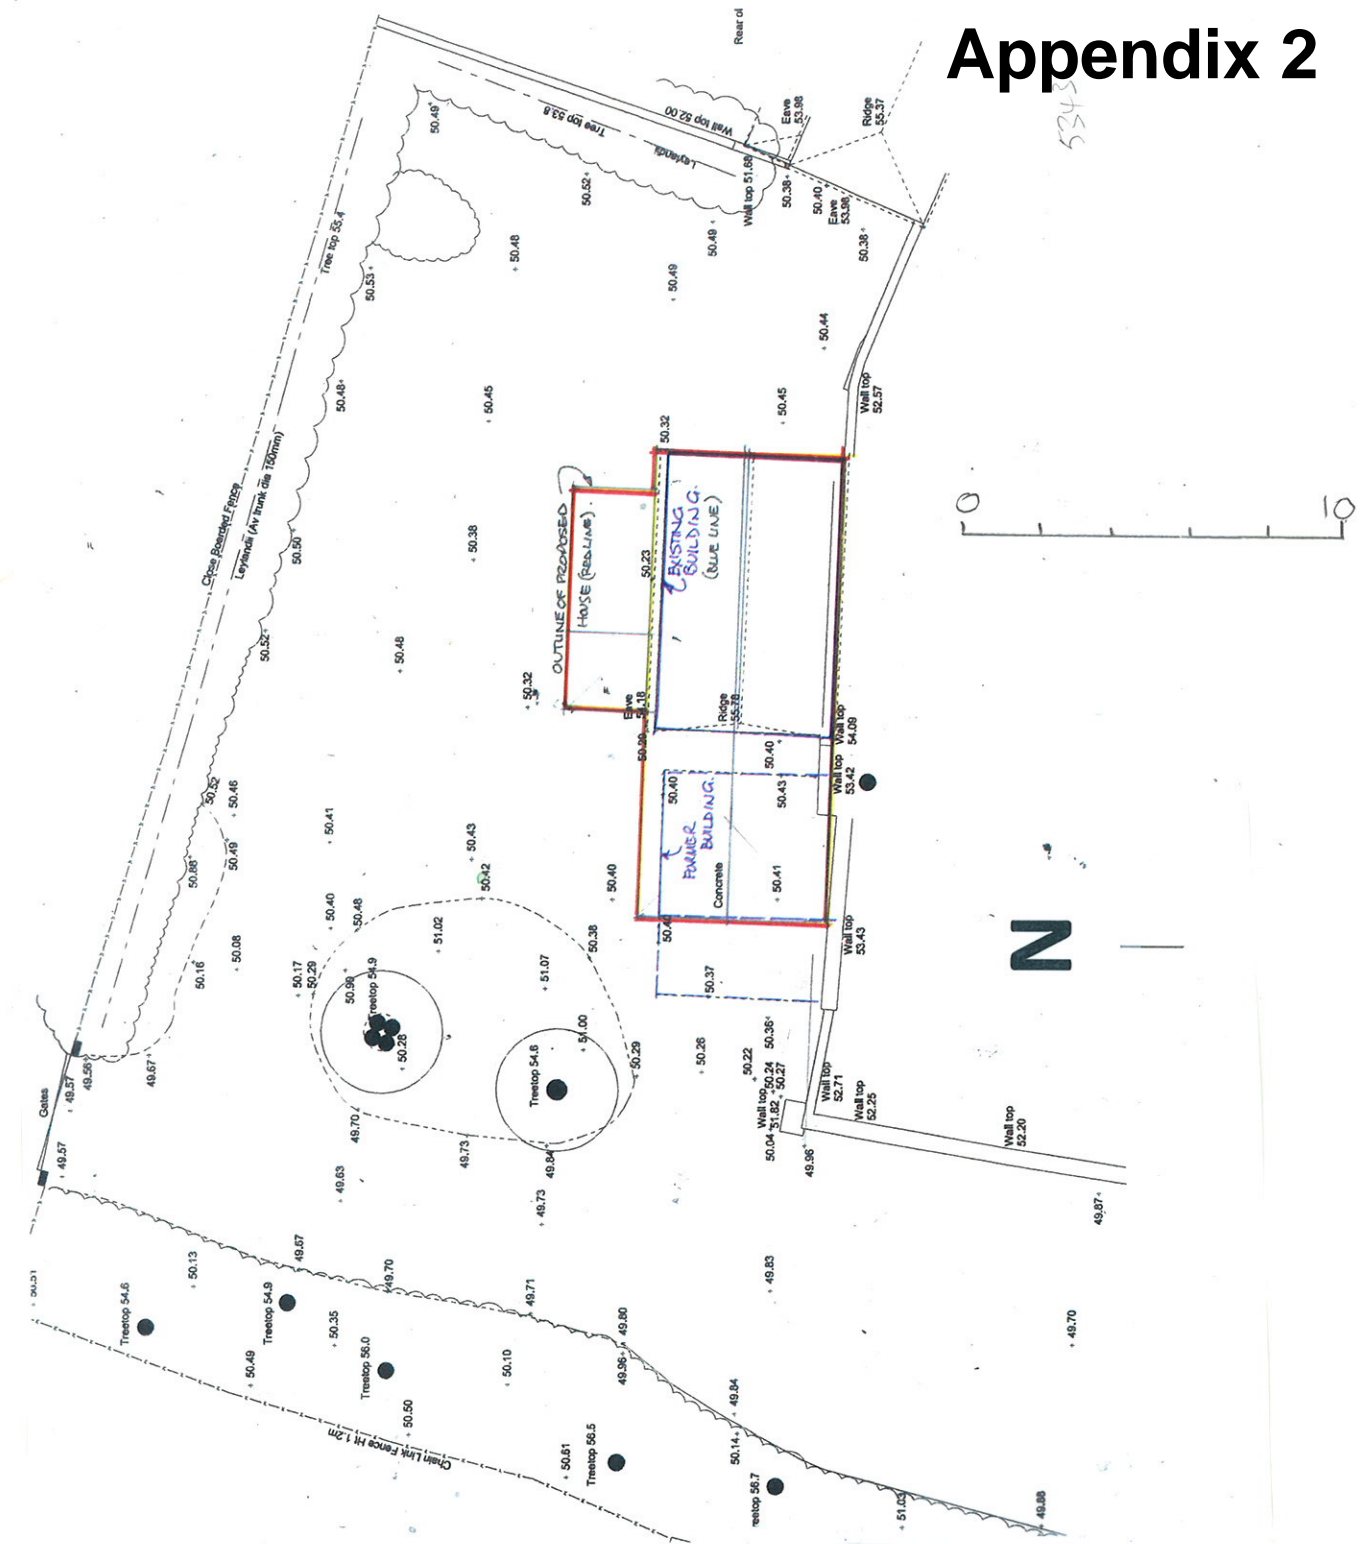 Appendix 2
5343
Rear ol
Eave
53.98
Ridge
55.37
Wall top 52.00
Tree top 53.8
Leylandii
50.49
Wall top 51.68
50.38
50.40
Eave
53.98
50.38
50.52
50.49
50.48
50.49
Tree top 55.4
50.53
50.44
50.48
50.45
50.45
Wall top
52.57
50.32
Close Boarded Fence
Leylandii (Av trunk dia 150mm)
50.50
50.38
OUTLINE OF PROPOSED
HOUSE (RED LINE).
50.23
EXISTING
BUILDING.
(BLUE LINE)
0
10
50.52
50.48
50.32
Eave
54.18
50.29
Ridge
55.78
50.40
Wall top
54.09
Wall top
53.42
50.52
50.46
50.41
50.43
50.42
50.49
50.88
50.40
50.43
FORMER
BUILDING.
Concrete
50.41
50.40
50.40
50.48
51.02
50.38
50.37
Wall top
53.43
N
50.08
50.16
50.17
50.29
50.99
Treetop 54.9
51.07
51.00
50.28
Treetop 54.6
50.29
50.26
50.22
50.36
50.24
50.27
Wall top
51.82
50.04
49.96
Wall top
52.71
Wall top
52.25
Wall top
52.20
Gates
49.57
49.56
49.67
49.57
49.70
49.73
49.84
49.63
49.73
49.87
50.51
50.13
49.67
49.70
49.71
49.80
49.83
49.70
Treetop 54.6
Treetop 54.9
50.35
Treetop 56.0
50.49
50.10
49.96
49.84
50.50
Chain Link Fence Ht 1.2m
50.61
Treetop 56.5
50.14
reetop 56.7
51.03
49.88